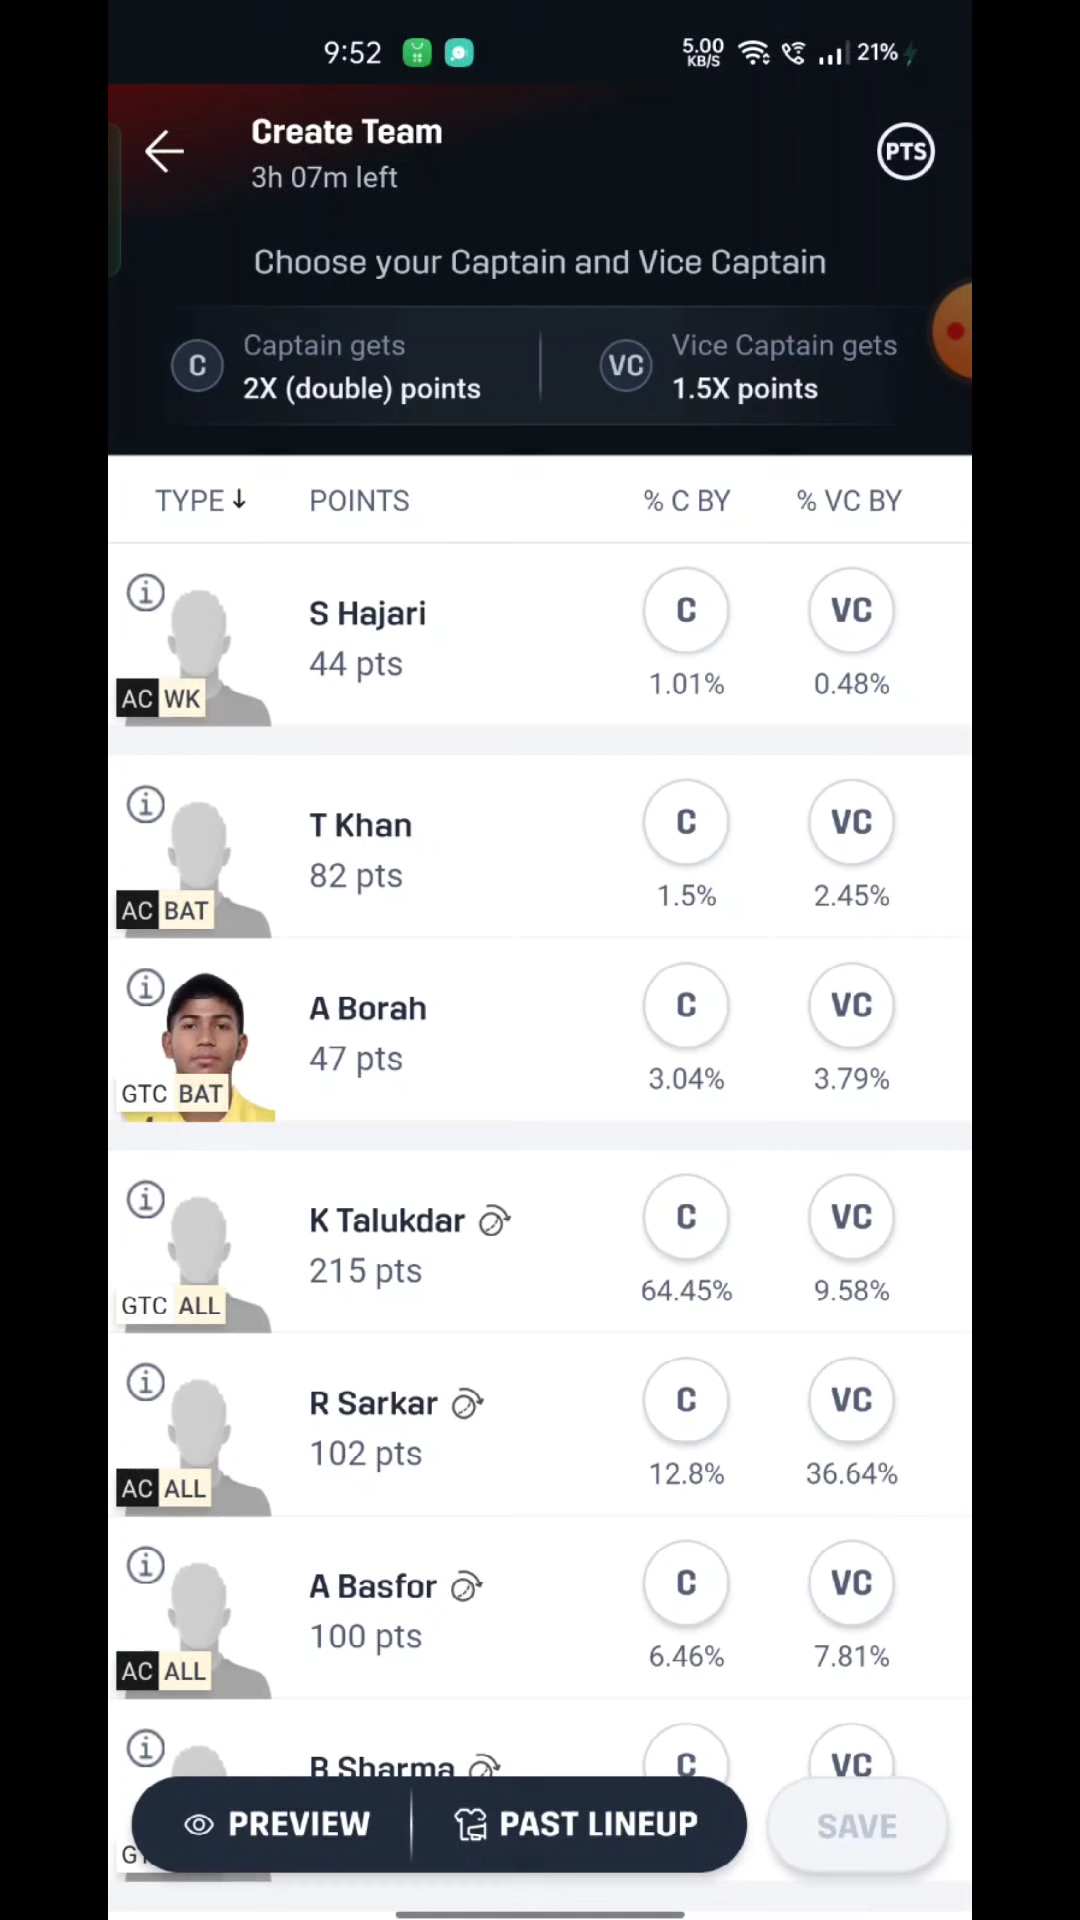 9:52
5.00 KB/S
21%
Create Team
3h 07m left
PTS
Choose your Captain and Vice Captain
C
Captain gets
2X (double) points
VC
Vice Captain gets
1.5X points
TYPE POINTS % C BY % VC BY
S Hajari
44 pts
AC WK
C VC
1.01% 0.48%
T Khan
82 pts
AC BAT
C VC
1.5% 2.45%
A Borah
47 pts
GTC BAT
C VC
3.04% 3.79%
K Talukdar
215 pts
GTC ALL
C VC
64.45% 9.58%
R Sarkar
102 pts
AC ALL
C VC
12.8% 36.64%
A Basfor
100 pts
AC ALL
C VC
6.46% 7.81%
Sharma
C VC
PREVIEW PAST LINEUP SAVE